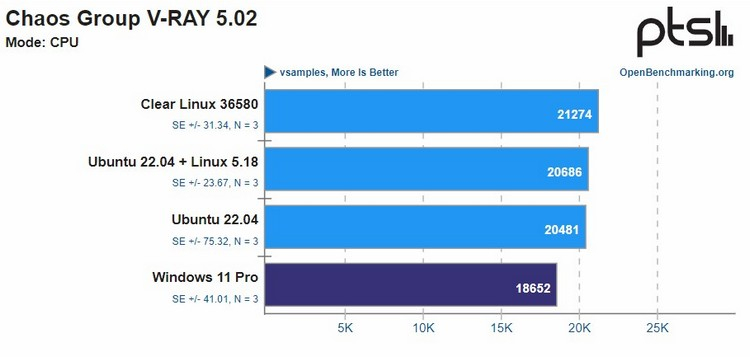 Chaos Group V-RAY 5.02
Mode: CPU
pts
vsamples, More Is Better
OpenBenchmarking.org
Clear Linux 36580
SE +/- 31.34, N = 3
21274
Ubuntu 22.04 + Linux 5.18
SE +/- 23.67, N = 3
20686
Ubuntu 22.04
SE +/- 75.32, N = 3
20481
Windows 11 Pro
SE +/- 41.01, N = 3
18652
5K 10K 15K 20K 25K